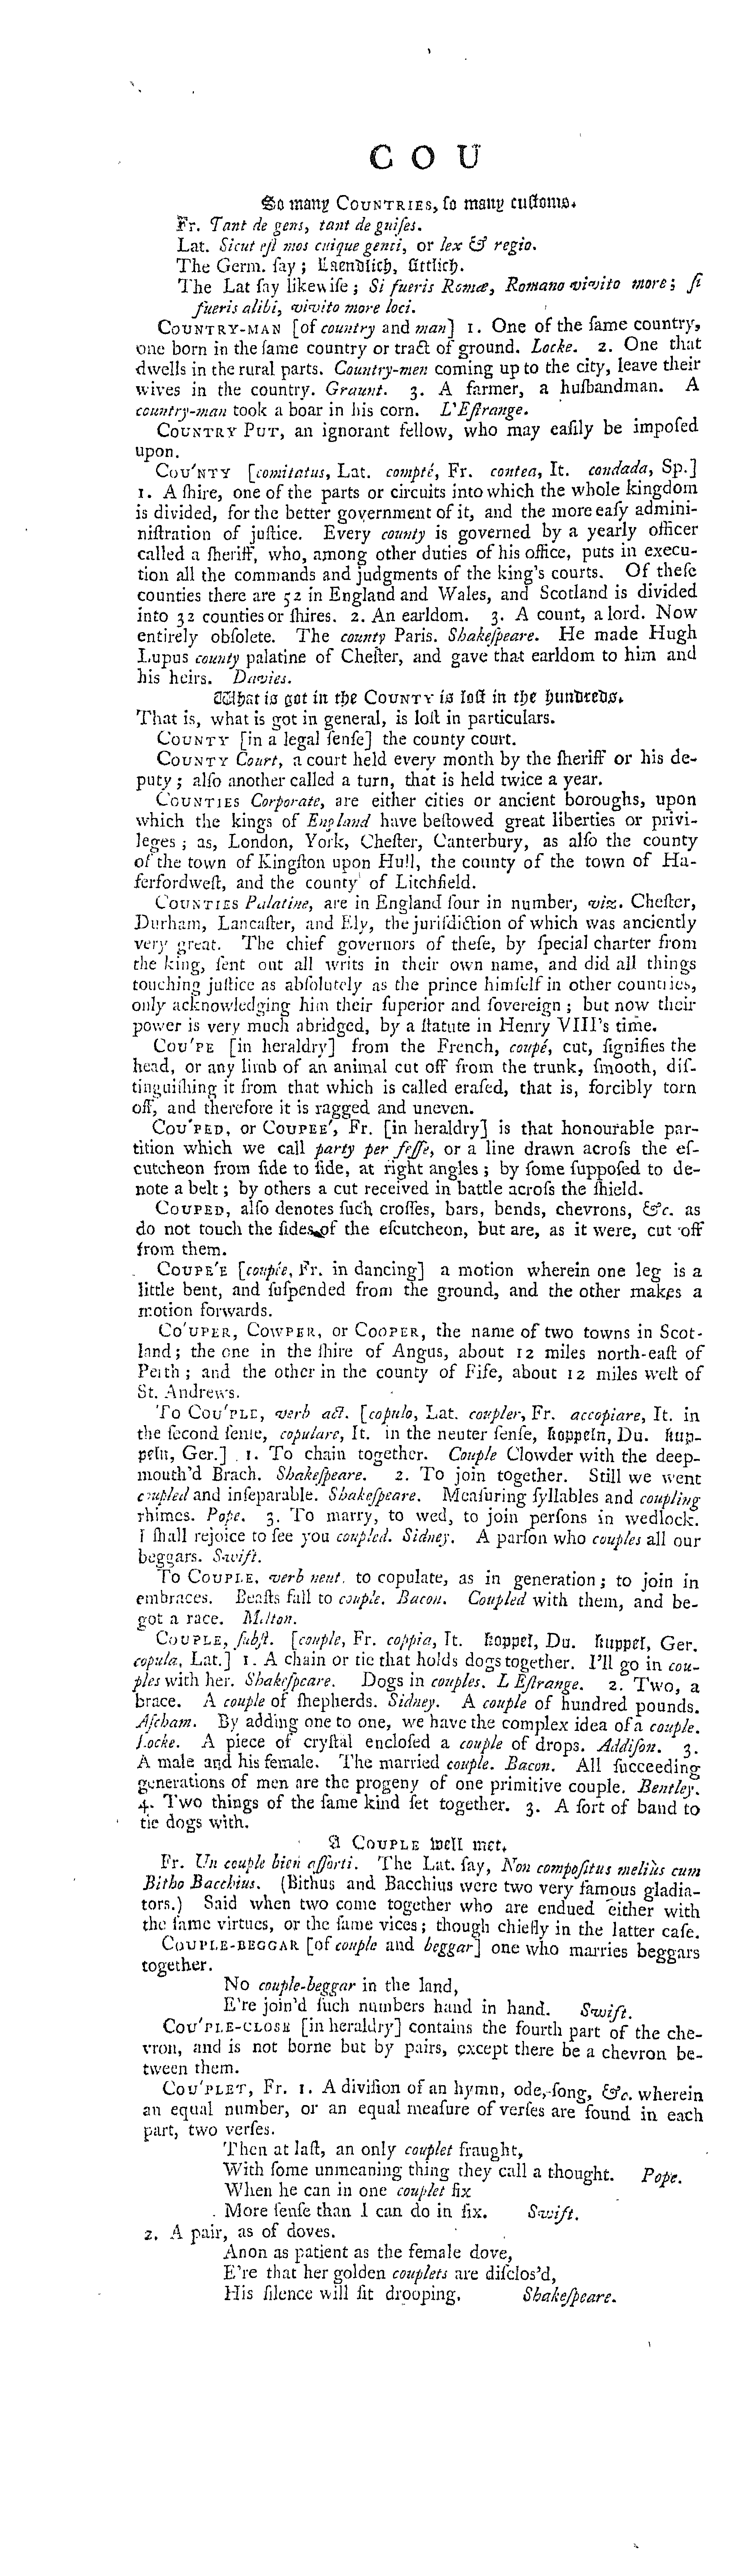 C O U
So many COUNTRIES, ſo many cuſtoms.
Fr. Tant de gens, tant de guiſes.
Lat. Sicut eſt mos cuique genti, or lex & regio.
The Germ. ſay; Laendlich, ſittlich.
The Lat ſay likewiſe; Si fueris Romæ, Romano vivito more; ſi
fueris alibi, vivito more loci.
COUNTRY-MAN [of country and man] 1. One of the ſame country,
one born in the ſame country or tract of ground. Locke. 2. One that
dwells in the rural parts. Country-men coming up to the city, leave their
wives in the country. Graunt. 3. A farmer, a huſbandman. A
country-man took a boar in his corn. L'Eſtrange.
COUNTRY PUT, an ignorant fellow, who may eaſily be impoſed
upon.
COU'NTY [comitatus, Lat. compté, Fr. contea, It. condada, Sp.]
1. A ſhire, one of the parts or circuits into which the whole kingdom
is divided, for the better government of it, and the more eaſy admini-
niſtration of juſtice. Every county is governed by a yearly officer
called a ſheriff, who, among other duties of his office, puts in execu-
tion all the commands and judgments of the king's courts. Of theſe
counties there are 52 in England and Wales, and Scotland is divided
into 32 counties or ſhires. 2. An earldom. 3. A count, a lord. Now
entirely obſolete. The county Paris. Shakeſpeare. He made Hugh
Lupus county palatine of Cheſter, and gave that earldom to him and
his heirs. Davies.
What is got in the COUNTY is loſt in the hundreds.
That is, what is got in general, is loſt in particulars.
COUNTY [in a legal ſenſe] the county court.
COUNTY Court, a court held every month by the ſheriff or his de-
puty; alſo another called a turn, that is held twice a year.
COUNTIES Corporate, are either cities or ancient boroughs, upon
which the kings of England have beſtowed great liberties or privi-
leges; as, London, York, Cheſter, Canterbury, as alſo the county
of the town of Kingſton upon Hull, the county of the town of Ha-
ferfordweſt, and the county of Litchfield.
COUNTIES Palatine, are in England four in number, viz. Cheſter,
Durham, Lancaſter, and Ely, the juriſdiction of which was anciently
very great. The chief governors of theſe, by ſpecial charter from
the king, ſent out all writs in their own name, and did all things
touching juſtice as abſolutely as the prince himſelf in other counties,
only acknowledging him their ſuperior and ſovereign; but now their
power is very much abridged, by a ſtatute in Henry VIII's time.
COU'PE [in heraldry] from the French, coupé, cut, ſignifies the
head, or any limb of an animal cut off from the trunk, ſmooth, diſ-
tinguiſhing it from that which is called eraſed, that is, forcibly torn
off, and therefore it is ragged and uneven.
COU'PED, or COUPEE', Fr. [in heraldry] is that honourable par-
tition which we call party per feſſe, or a line drawn acroſs the eſ-
cutcheon from ſide to ſide, at right angles; by ſome ſuppoſed to de-
note a belt; by others a cut received in battle acroſs the ſhield.
COUPED, alſo denotes ſuch croſſes, bars, bends, chevrons, &c. as
do not touch the ſides of the eſcutcheon, but are, as it were, cut off
from them.
COUPE'E [coupée, Fr. in dancing] a motion wherein one leg is a
little bent, and ſuſpended from the ground, and the other makes a
motion forwards.
CO'UPER, COWPER, or COOPER, the name of two towns in Scot-
land; the one in the ſhire of Angus, about 12 miles north-eaſt of
Perth; and the other in the county of Fife, about 12 miles weſt of
St. Andrews.
To COU'PLE, verb act. [copulo, Lat. coupler, Fr. accopiare, It. in
the ſecond ſenſe, copulare, It. in the neuter ſenſe, koppeln, Du. kup-
peln, Ger.] 1. To chain together. Couple Clowder with the deep-
mouth'd Brach. Shakeſpeare. 2. To join together. Still we went
coupled and inſeparable. Shakeſpeare. Meaſuring ſyllables and coupling
rhimes. Pope. 3. To marry, to wed, to join perſons in wedlock.
I ſhall rejoice to ſee you coupled. Sidney. A parſon who couples all our
beggars. Swift.
To COUPLE, verb neut. to copulate, as in generation; to join in
embraces. Beaſts fall to couple. Bacon. Coupled with them, and be-
got a race. Milton.
COUPLE, ſubſt. [couple, Fr. coppia, It. koppel, Du. kuppel, Ger.
copula, Lat.] 1. A chain or tie that holds dogs together. I'll go in cou-
ples with her. Shakeſpeare. Dogs in couples. L Eſtrange. 2. Two, a
brace. A couple of ſhepherds. Sidney. A couple of hundred pounds.
Aſcham. By adding one to one, we have the complex idea of a couple.
Locke. A piece of cryſtal encloſed a couple of drops. Addiſon. 3.
A male and his female. The married couple. Bacon. All ſucceeding
generations of men are the progeny of one primitive couple. Bentley.
4. Two things of the ſame kind ſet together. 3. A ſort of band to
tie dogs with.
A COUPLE well met.
Fr. Un couple bien aſſorti. The Lat. ſay, Non compoſitus meliùs cum
Bitho Bacchius. (Bithus and Bacchius were two very famous gladia-
tors.) Said when two come together who are endued either with
the ſame virtues, or the ſame vices; though chiefly in the latter caſe.
COUPLE-BEGGAR [of couple and beggar] one who marries beggars
together.
No couple-beggar in the land,
E're join'd ſuch numbers hand in hand. Swift.
COU'PLE-CLOSE [in heraldry] contains the fourth part of the che-
vron, and is not borne but by pairs, except there be a chevron be-
tween them.
COU'PLET, Fr. 1. A diviſion of an hymn, ode, ſong, &c. wherein
an equal number, or an equal meaſure of verſes are found in each
part, two verſes.
Then at laſt, an only couplet fraught,
With ſome unmeaning thing they call a thought. Pope.
When he can in one couplet fix
More ſenſe than I can do in ſix. Swift.
2. A pair, as of doves.
Anon as patient as the female dove,
E're that her golden couplets are diſclos'd,
His ſilence will ſit drooping. Shakeſpeare.